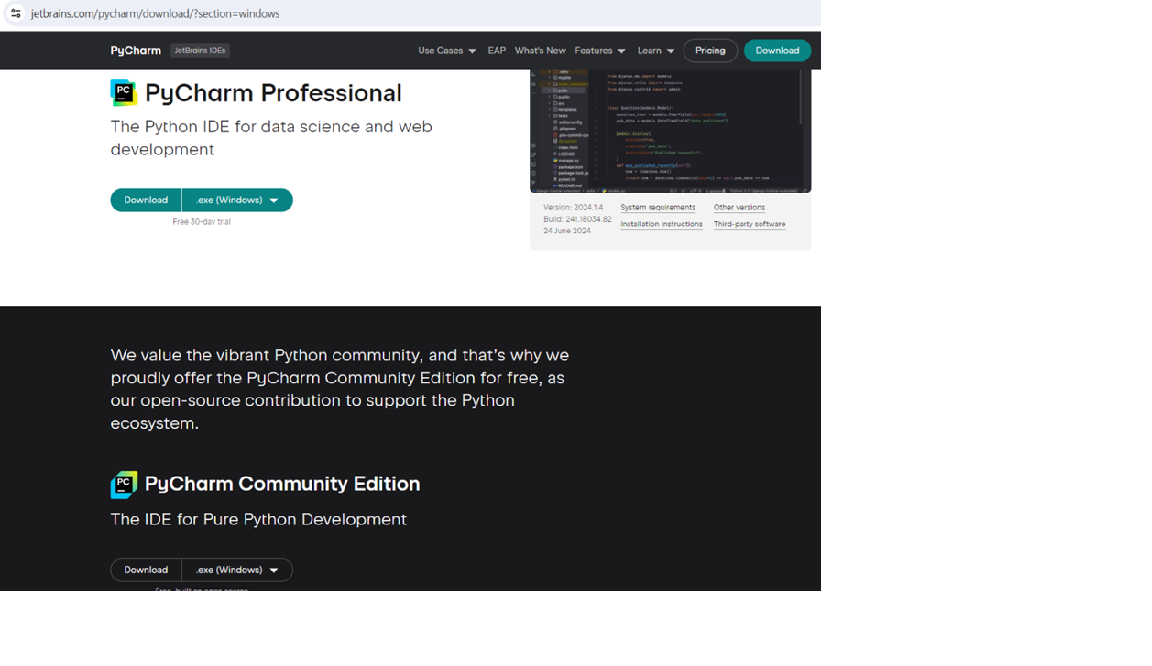 jetbrains.com/pycharm/download/?section=windows
PyCharm JetBrains IDEs Use Cases EAP What's New Features Learn Pricing Download
PC PyCharm Professional
The Python IDE for data science and web
development
Download .exe (Windows)
Free 30-day trial
Version: 2024.1.4 System requirements Other versions
Build: 241.18034.82 Installation instructions Third-party software
24 June 2024
We value the vibrant Python community, and that's why we
proudly offer the PyCharm Community Edition for free, as
our open-source contribution to support the Python
ecosystem.
PC PyCharm Community Edition
The IDE for Pure Python Development
Download .exe (Windows)